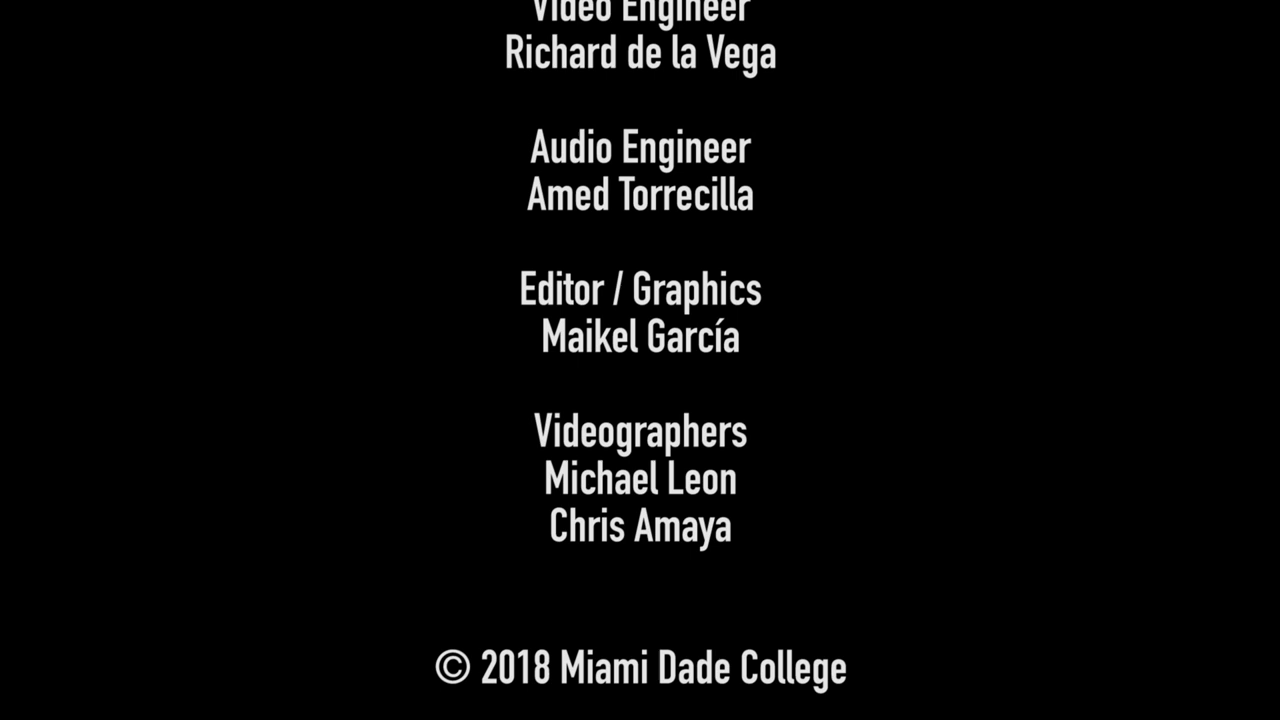 Video Engineer
Richard de la Vega
Audio Engineer
Amed Torrecilla
Editor / Graphics
Maikel García
Videographers
Michael Leon
Chris Amaya
© 2018 Miami Dade College